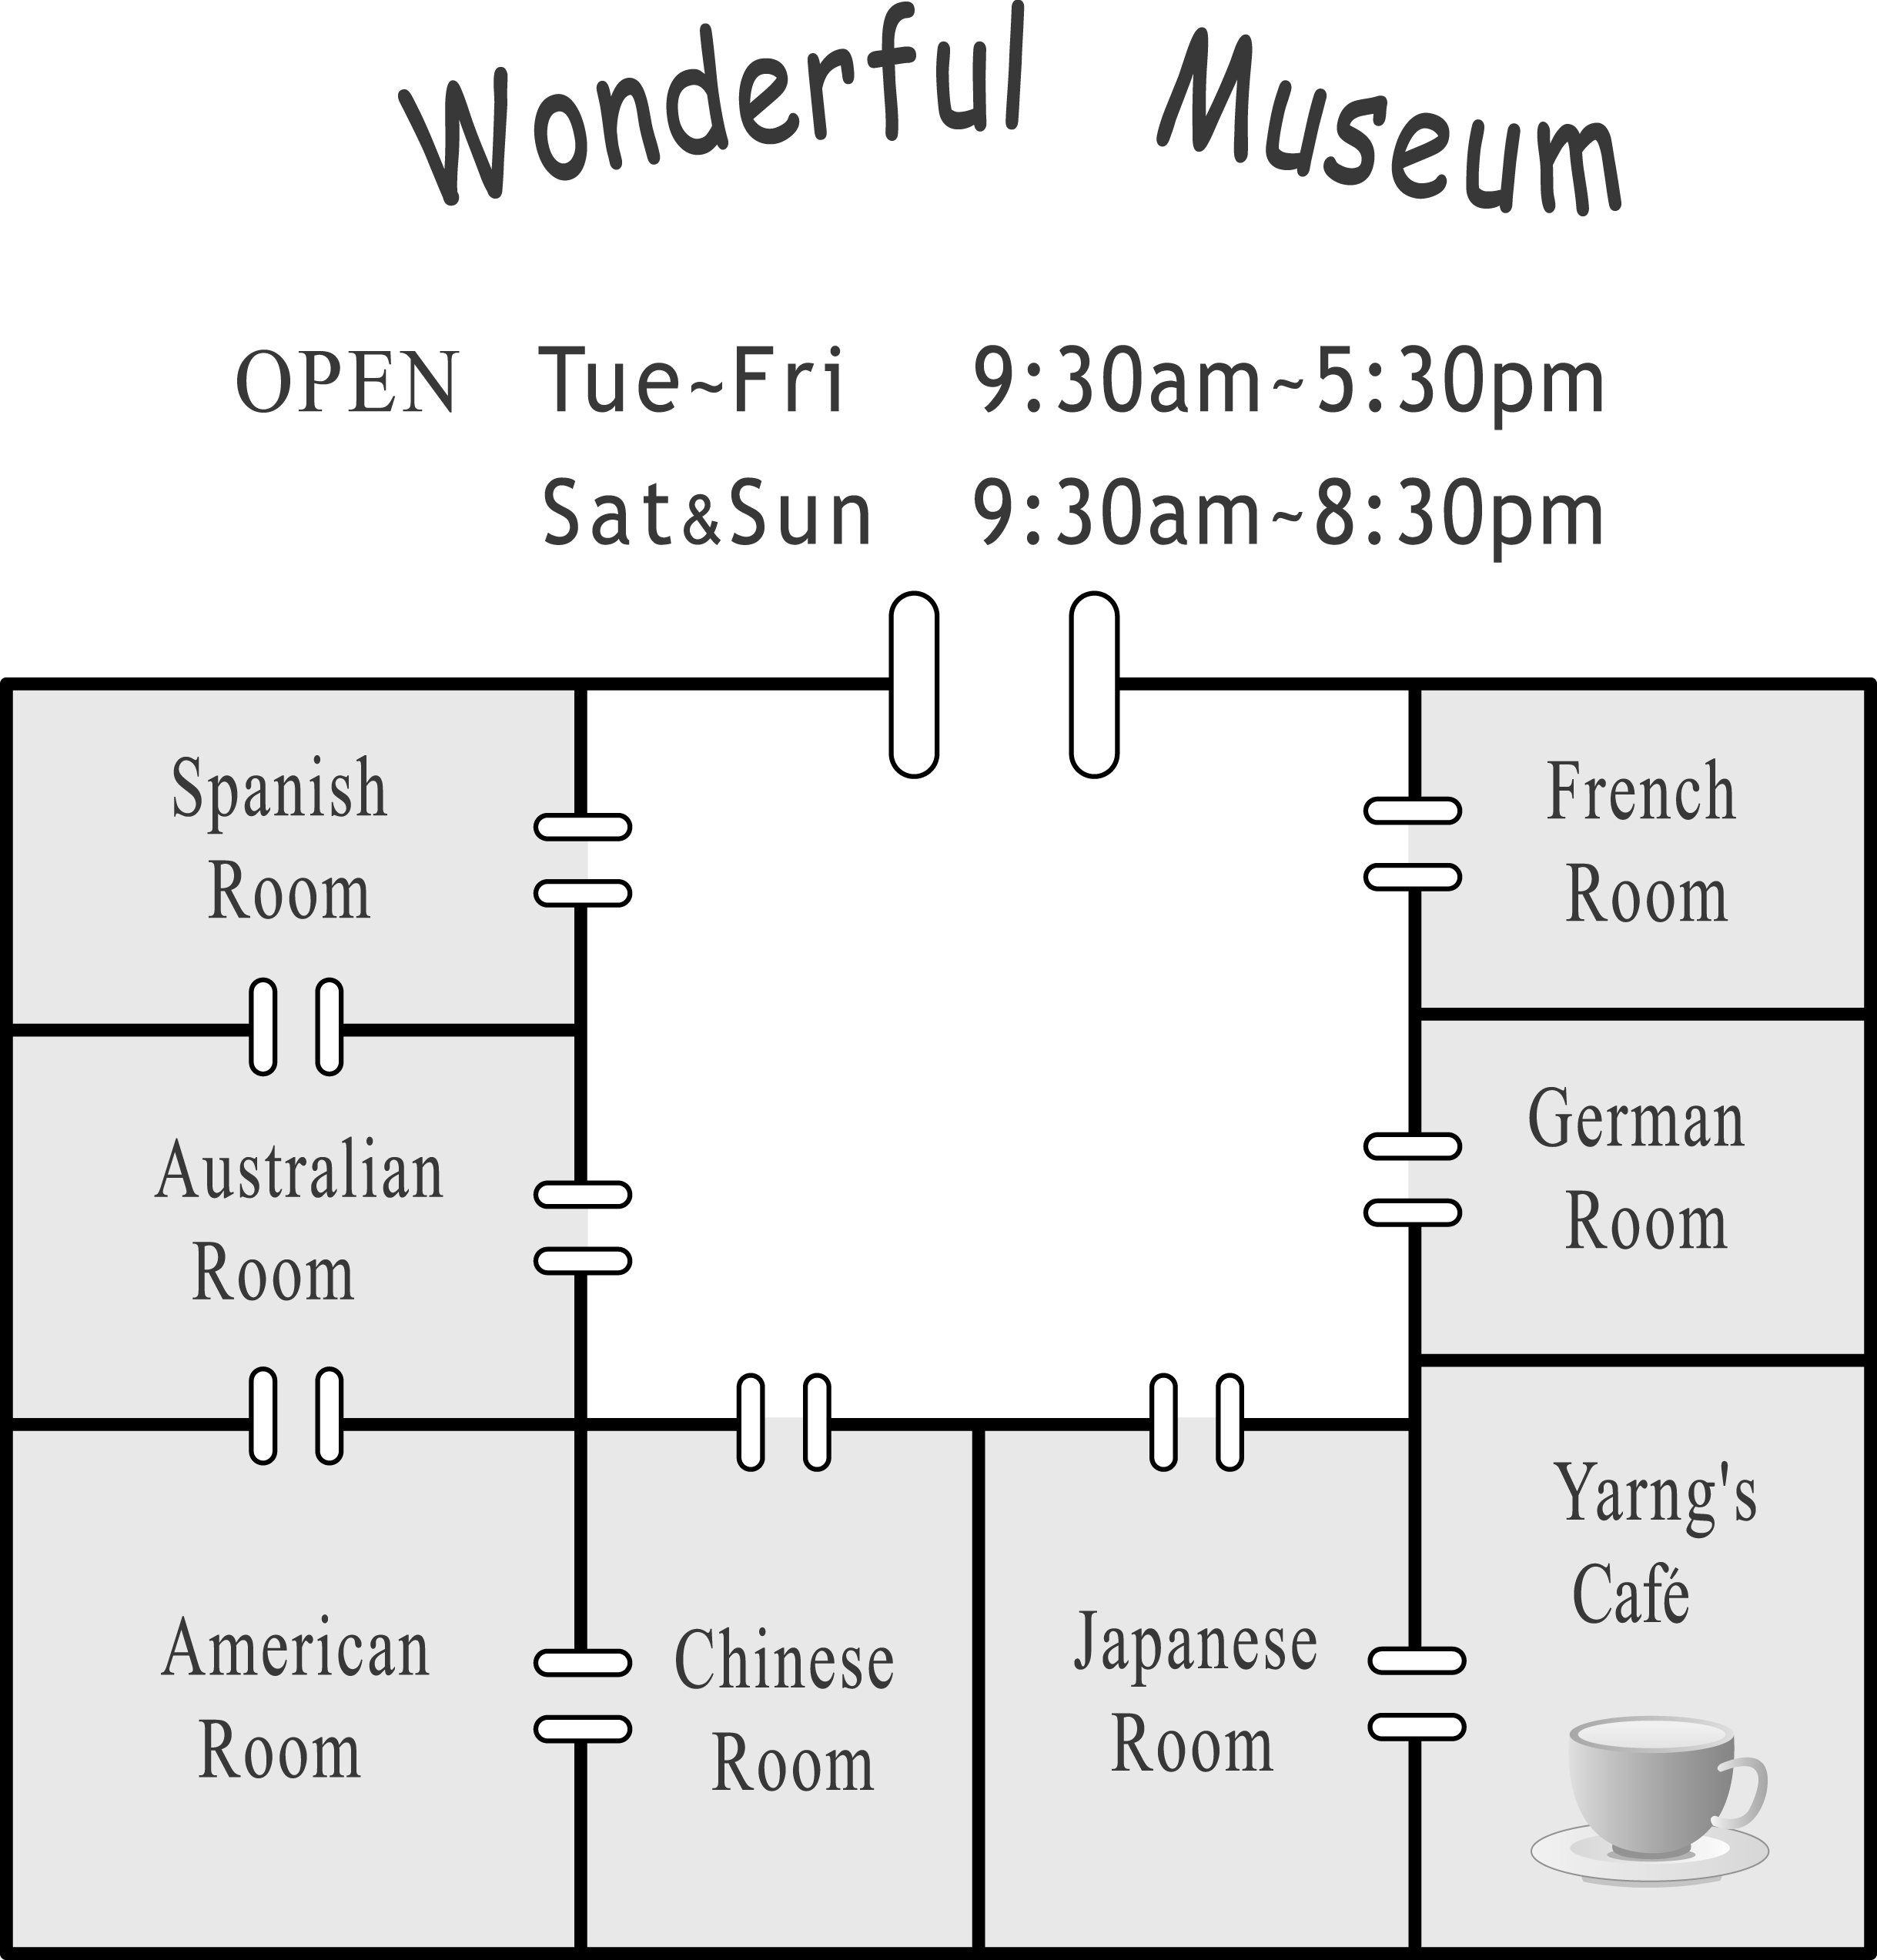 Wonderful Museum
OPEN Tue~Fri 9:30am~5:30pm
Sat&Sun 9:30am~8:30pm
Spanish
Room
French
Room
Australian
Room
German
Room
American
Room
Chinese
Room
Japanese
Room
Yarng's
Café